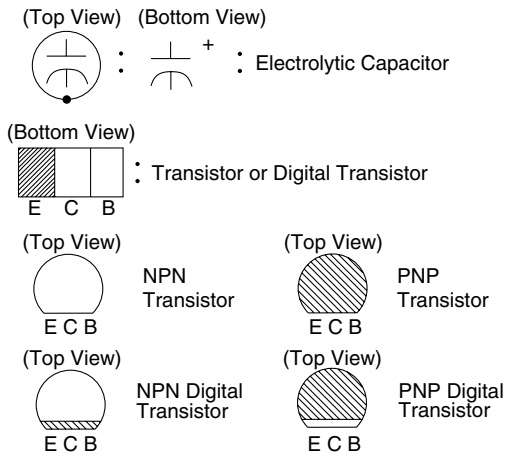 (Top View) (Bottom View)
+
: : Electrolytic Capacitor
(Bottom View)
: Transistor or Digital Transistor
E C B
(Top View) (Top View)
NPN PNP
Transistor Transistor
E C B E C B
(Top View) (Top View)
NPN Digital PNP Digital
Transistor Transistor
E C B E C B